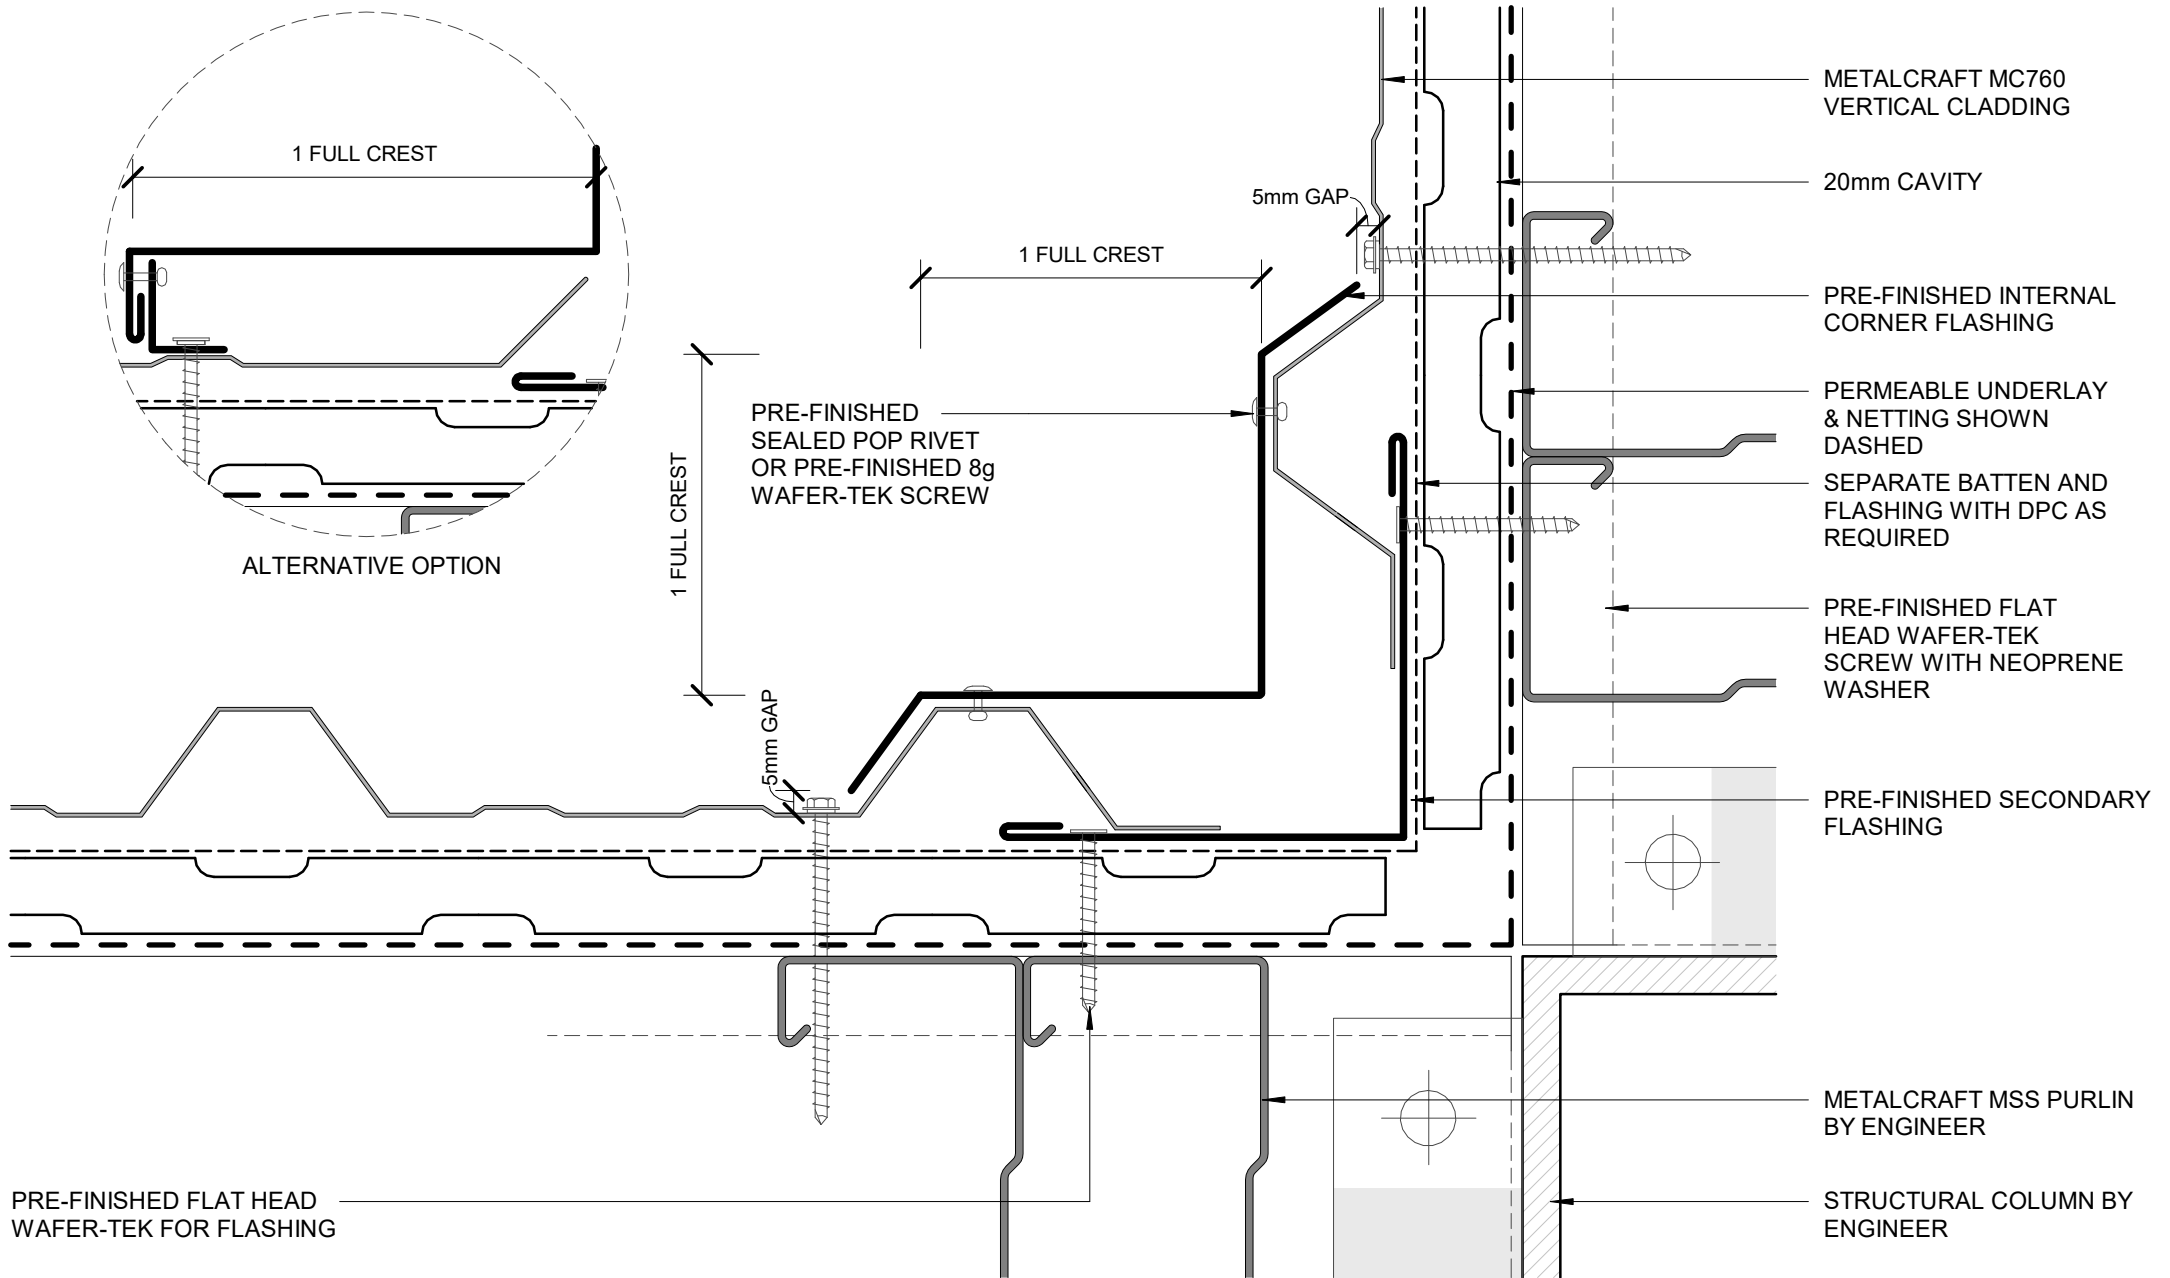 1 FULL CREST
ALTERNATIVE OPTION
5mm GAP
1 FULL CREST
1 FULL CREST
5mm GAP
PRE-FINISHED
SEALED POP RIVET
OR PRE-FINISHED 8g
WAFER-TEK SCREW
METALCRAFT MC760
VERTICAL CLADDING
20mm CAVITY
PRE-FINISHED INTERNAL
CORNER FLASHING
PERMEABLE UNDERLAY
& NETTING SHOWN
DASHED
SEPARATE BATTEN AND
FLASHING WITH DPC AS
REQUIRED
PRE-FINISHED FLAT
HEAD WAFER-TEK
SCREW WITH NEOPRENE
WASHER
PRE-FINISHED SECONDARY
FLASHING
METALCRAFT MSS PURLIN
BY ENGINEER
STRUCTURAL COLUMN BY
ENGINEER
PRE-FINISHED FLAT HEAD
WAFER-TEK FOR FLASHING